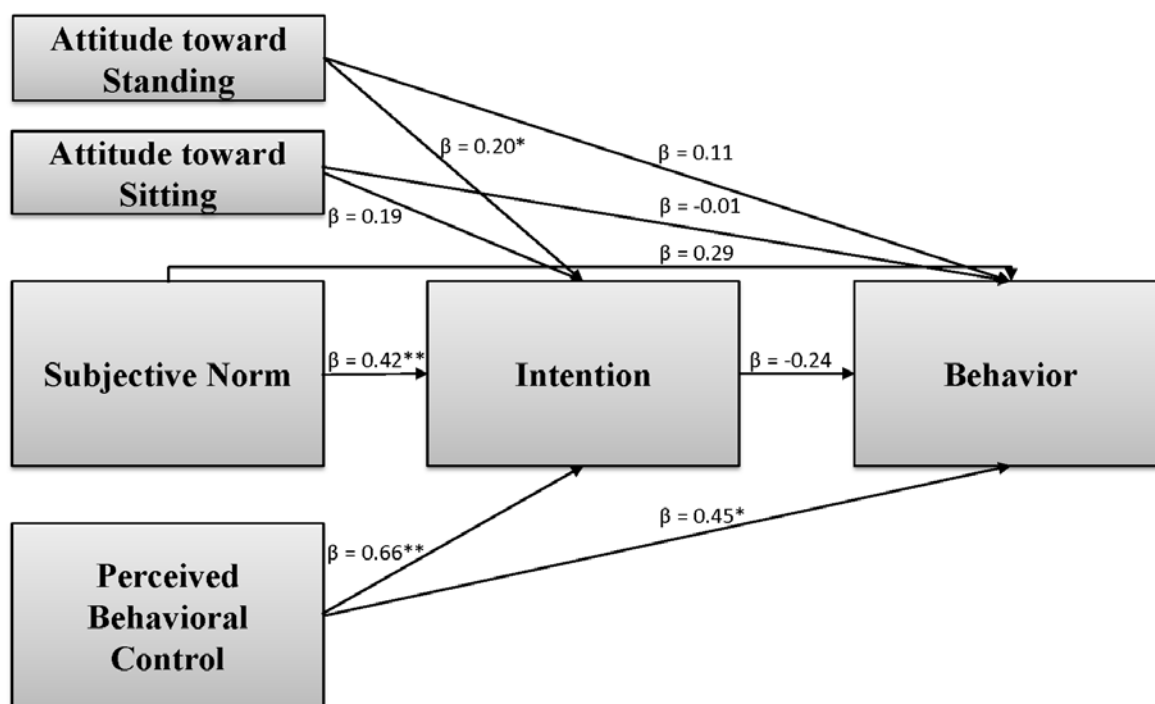 Attitude toward
Standing
Attitude toward
Sitting
β = 0.20*
β = 0.11
β = 0.19
β = -0.01
β = 0.29
Subjective Norm
β = 0.42**
Intention
β = -0.24
Behavior
β = 0.66**
β = 0.45*
Perceived
Behavioral
Control